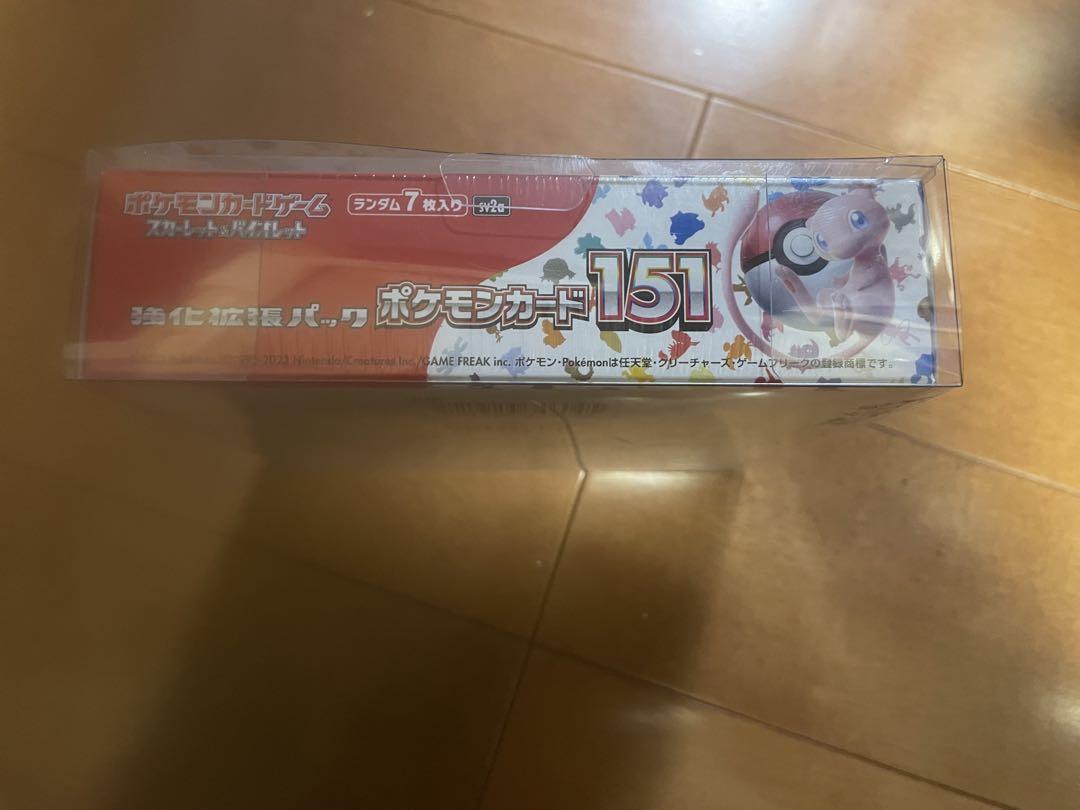 ポケモンカードゲーム
スカーレット&バイオレット
ランダム7枚入り sv2a
強化拡張パック ポケモンカード151
2023 Nintendo/Creatures Inc./GAME FREAK inc. ポケモン・Pokémonは任天堂・クリーチャーズ・ゲームフリークの登録商標です。